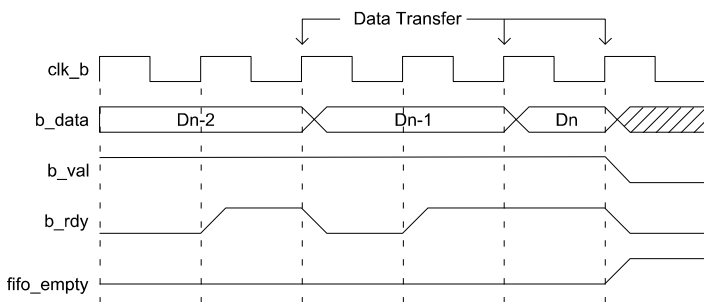 Data Transfer
clk_b
b_data
Dn-2
Dn-1
Dn
b_val
b_rdy
fifo_empty